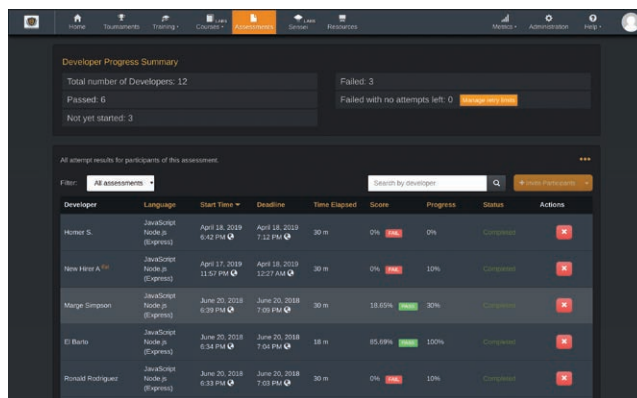 Home Tournaments Training Courses LABS Assessments Sensei LABS Resources Metrics Administration Help
Developer Progress Summary
Total number of Developers: 12 Failed: 3
Passed: 6 Failed with no attempts left: 0 Manage retry limits
Not yet started: 3
All attempt results for participants of this assessment.
Filter: All assessments Search by developer Invite Participants
Developer Language Start Time Deadline Time Elapsed Score Progress Status Actions
Homer S. JavaScript Node.js (Express) April 18, 2019 6:42 PM April 18, 2019 7:12 PM 30 m 0% FAIL 0% Completed
New Hirer A JavaScript Node.js (Express) April 17, 2019 11:57 PM April 18, 2019 12:27 AM 30 m 0% FAIL 10% Completed
Marge Simpson JavaScript Node.js (Express) June 20, 2018 6:39 PM June 20, 2018 7:09 PM 30 m 18.65% PASS 30% Completed
El Barto JavaScript Node.js (Express) June 20, 2018 6:34 PM June 20, 2018 7:04 PM 18 m 85.69% PASS 100% Completed
Ronald Rodriguez JavaScript Node.js (Express) June 20, 2018 6:33 PM June 20, 2018 7:03 PM 30 m 0% FAIL 10% Completed